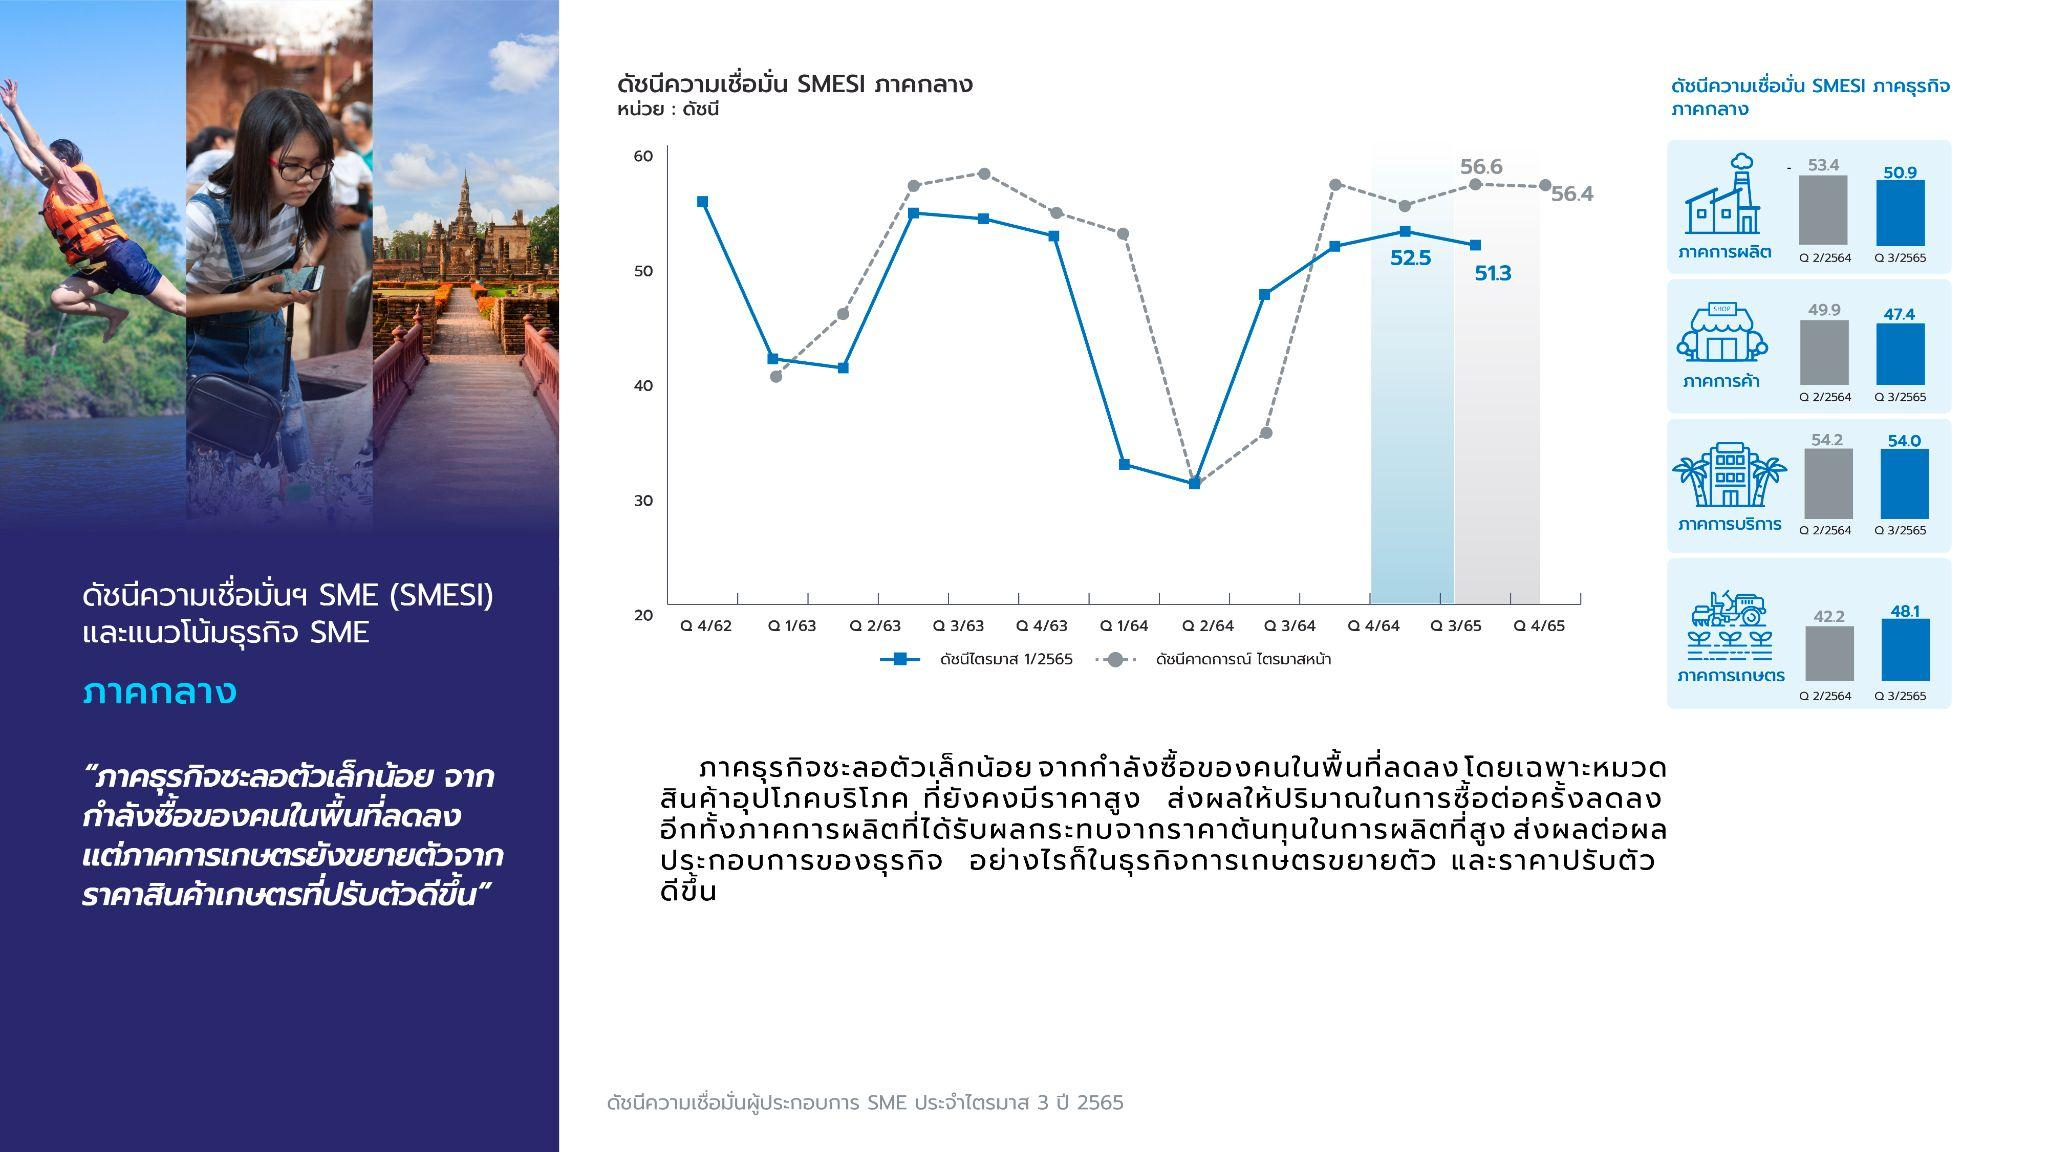 ดัชนีความเชื่อมั่นฯ SME (SMESI)
และแนวโน้มธุรกิจ SME
ภาคกลาง
“ภาคธุรกิจชะลอตัวเล็กน้อย จาก
กำลังซื้อของคนในพื้นที่ลดลง
แต่ภาคการเกษตรยังขยายตัวจาก
ราคาสินค้าเกษตรที่ปรับตัวดีขึ้น”
ดัชนีความเชื่อมั่น SMESI ภาคกลาง
หน่วย : ดัชนี
60
50
40
30
20
56.6
56.4
52.5
51.3
Q 4/62 Q 1/63 Q 2/63 Q 3/63 Q 4/63 Q 1/64 Q 2/64 Q 3/64 Q 4/64 Q 3/65 Q 4/65
ดัชนีไตรมาส 1/2565 ดัชนีคาดการณ์ ไตรมาสหน้า
ดัชนีความเชื่อมั่น SMESI ภาคธุรกิจ
ภาคกลาง
- 53.4 50.9
ภาคการผลิต Q 2/2564 Q 3/2565
SHOP 49.9 47.4
ภาคการค้า
Q 2/2564 Q 3/2565
54.2 54.0
ภาคการบริการ Q 2/2564 Q 3/2565
42.2 48.1
ภาคการเกษตร
Q 2/2564 Q 3/2565
ภาคธุรกิจชะลอตัวเล็กน้อย จากกำลังซื้อของคนในพื้นที่ลดลง โดยเฉพาะหมวด
สินค้าอุปโภคบริโภค ที่ยังคงมีราคาสูง ส่งผลให้ปริมาณในการซื้อต่อครั้งลดลง
อีกทั้งภาคการผลิตที่ได้รับผลกระทบจากราคาต้นทุนในการผลิตที่สูง ส่งผลต่อผล
ประกอบการของธุรกิจ อย่างไรก็ในธุรกิจการเกษตรขยายตัว และราคาปรับตัว
ดีขึ้น
ดัชนีความเชื่อมั่นผู้ประกอบการ SME ประจำไตรมาส 3 ปี 2565